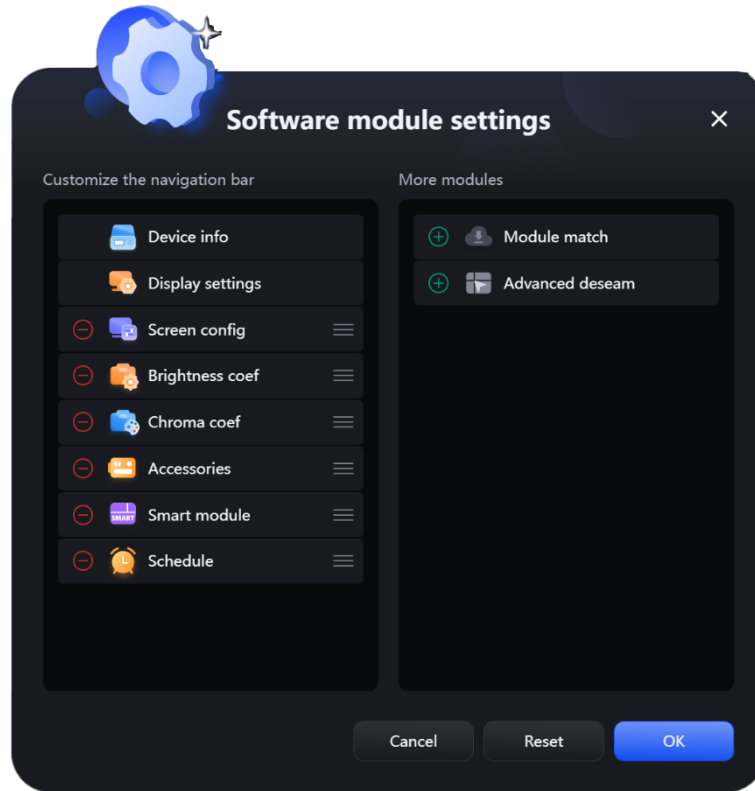 Software module settings
Customize the navigation bar
Device info
Display settings
Screen config
Brightness coef
Chroma coef
Accessories
SMART
Smart module
Schedule
More modules
Module match
Advanced deseam
Cancel
Reset
OK